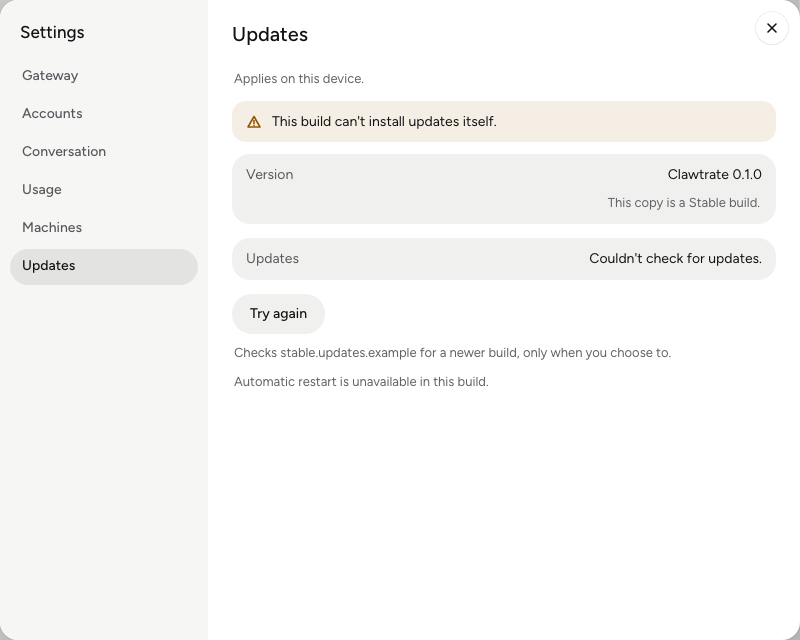 Settings
Gateway
Accounts
Conversation
Usage
Machines
Updates
Updates
Applies on this device.
This build can't install updates itself.
Version
Clawtrate 0.1.0
This copy is a Stable build.
Updates
Couldn't check for updates.
Try again
Checks stable.updates.example for a newer build, only when you choose to.
Automatic restart is unavailable in this build.